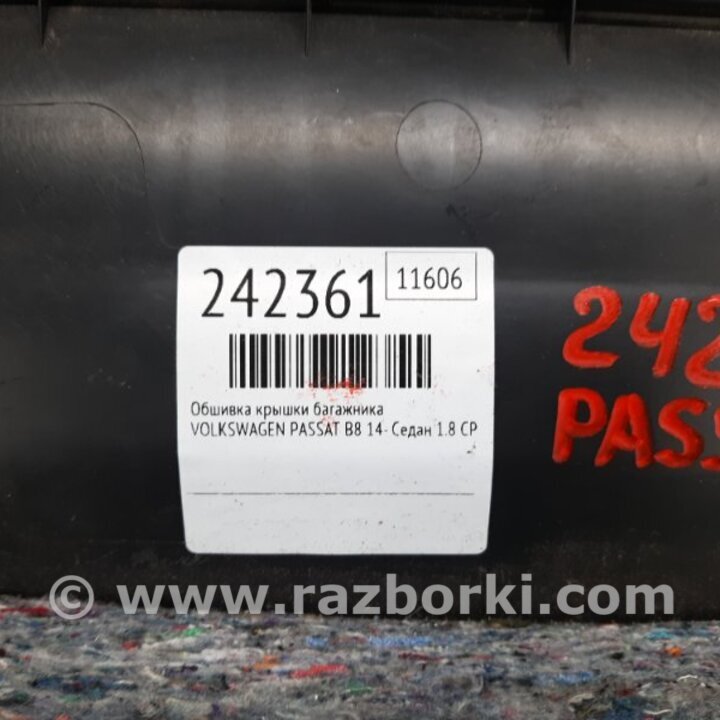 242361
11606
Обшивка крышки багажника
VOLKSWAGEN PASSAT B8 14- Седан 1.8 CP
242
PASS
© www.razborki.com